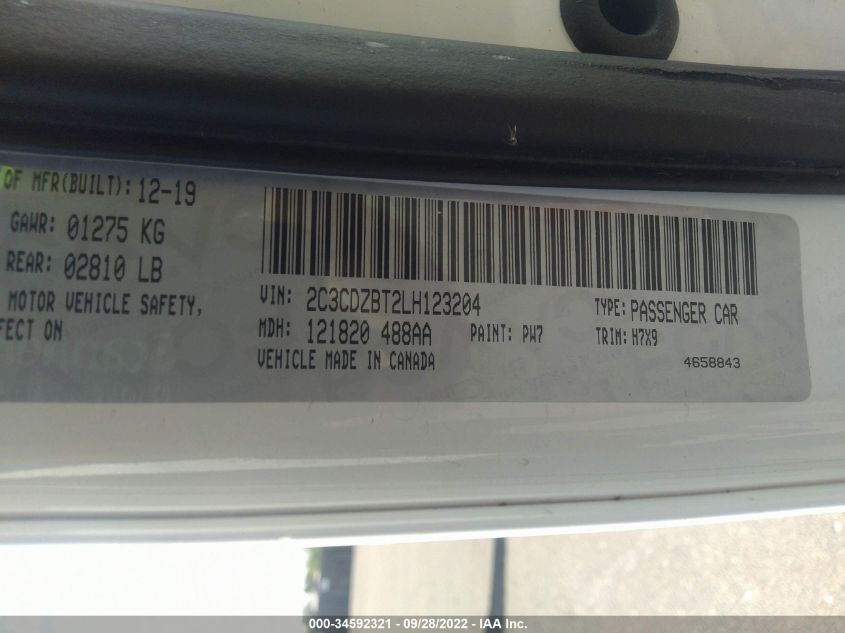 OF MFR(BUILT): 12-19
GAWR: 01275 KG
REAR: 02810 LB
MOTOR VEHICLE SAFETY,
FECT ON
VIN: 2C3CDZBT2LH123204 TYPE: PASSENGER CAR
MDH: 121820 488AA PAINT: PW7 TRIM: H7X9
VEHICLE MADE IN CANADA 4658843
000-34592321 - 09/28/2022 - IAA Inc.